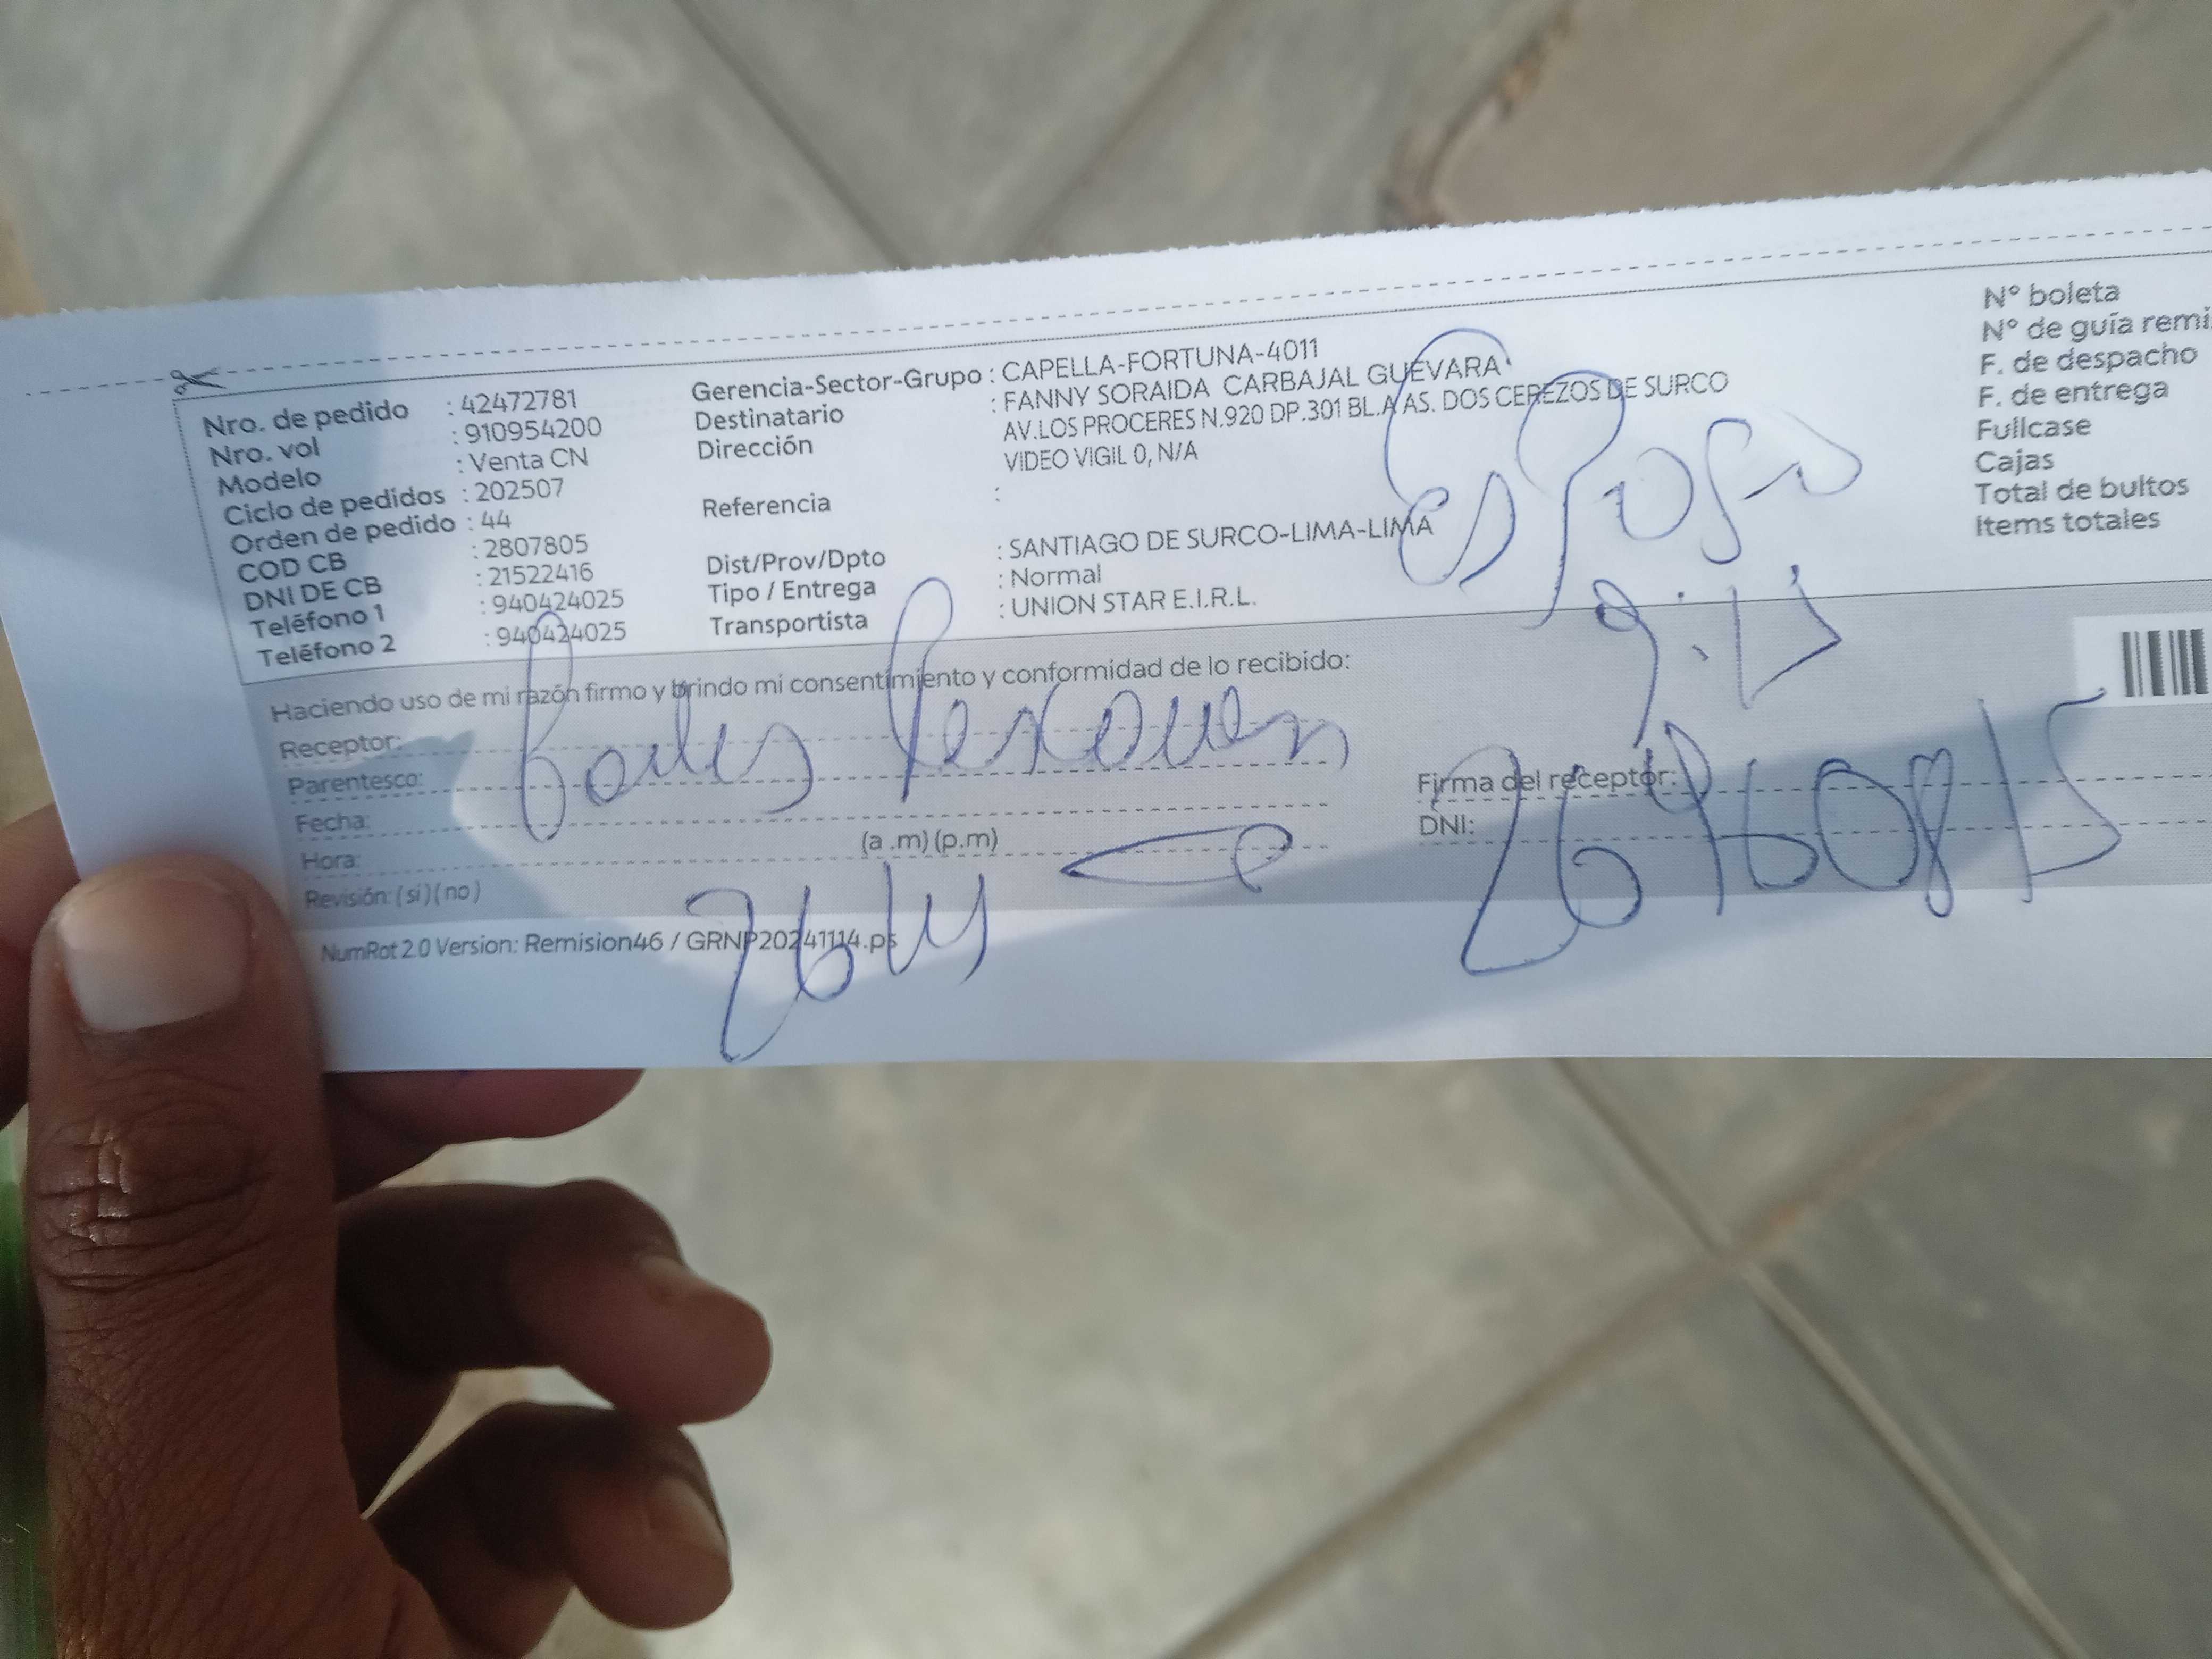 Nro. de pedido : 42472781
Nro. vol : 910954200
Modelo : Venta CN
Ciclo de pedidos : 202507
Orden de pedido : 44
COD CB : 2807805
DNI DE CB : 21522416
Teléfono 1 : 940424025
Teléfono 2 : 940424025
Gerencia-Sector-Grupo : CAPELLA-FORTUNA-4011
Destinatario : FANNY SORAIDA CARBAJAL GUEVARA
Dirección AV.LOS PROCERES N.920 DP.301 BL.A AS. DOS CEREZOS DE SURCO
VIDEO VIGIL 0, N/A
Referencia :
Dist/Prov/Dpto : SANTIAGO DE SURCO-LIMA-LIMA
Tipo / Entrega : Normal
Transportista : UNION STAR E.I.R.L.
N° boleta
N° de guía remi
F. de despacho
F. de entrega
Fullcase
Cajas
Total de bultos
Items totales
esposo
Haciendo uso de mi razón firmo y brindo mi consentimiento y conformidad de lo recibido:
Receptor:
Parentesco:
Fecha:
Hora: (a .m) (p.m)
Revisión: ( si ) ( no )
Firma del receptor:
DNI:
NumRot 2.0 Version: Remision46 / GRNP20241114.ps